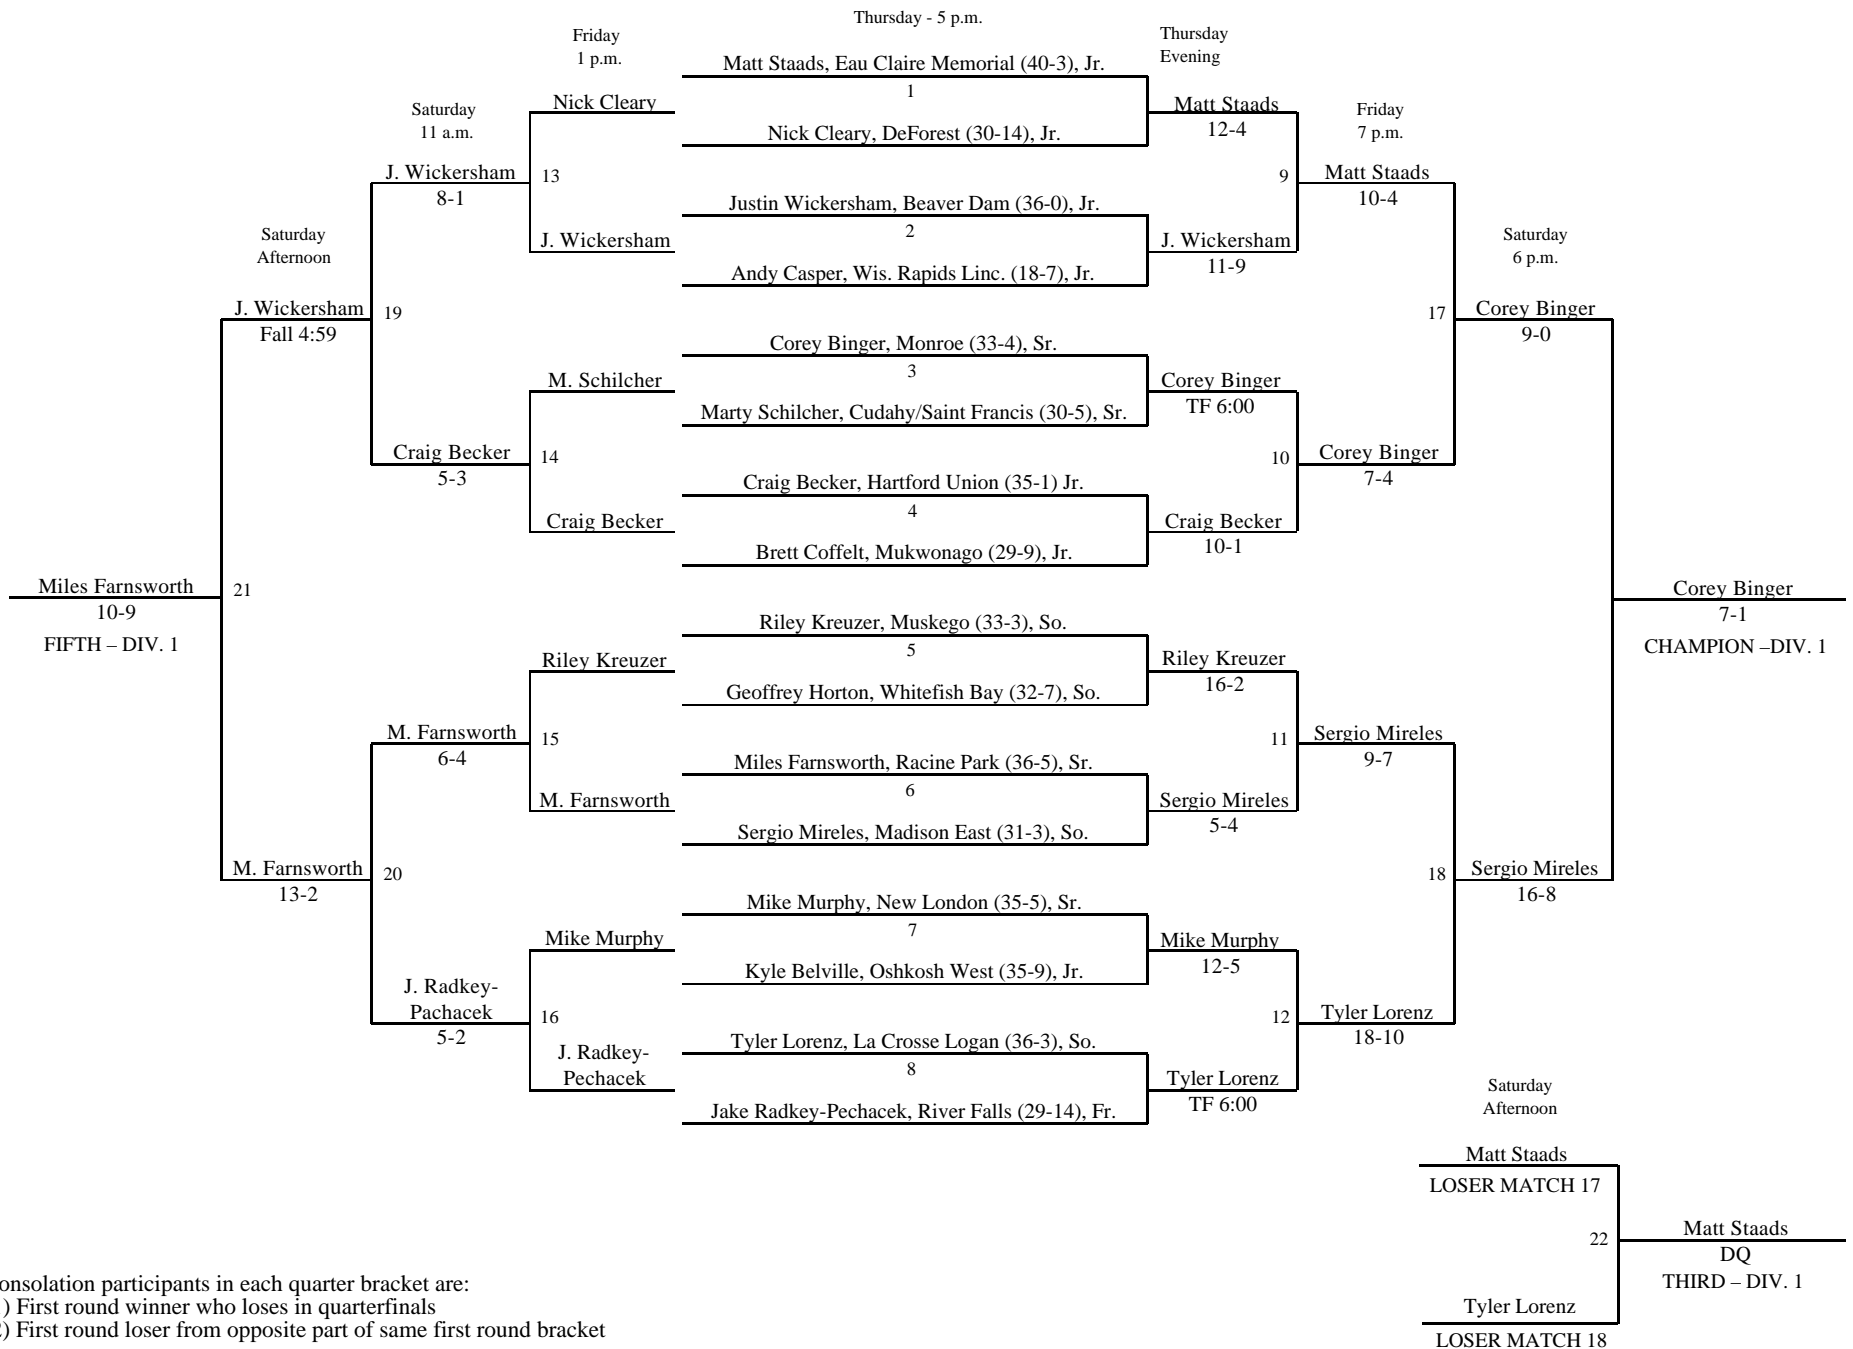 Thursday - 5 p.m.
Friday
1 p.m.
Thursday
Evening
Matt Staads, Eau Claire Memorial (40-3), Jr.
1
Nick Cleary
Matt Staads
12-4
Saturday
11 a.m.
Friday
7 p.m.
Nick Cleary, DeForest (30-14), Jr.
J. Wickersham
8-1
13
9
Matt Staads
10-4
Justin Wickersham, Beaver Dam (36-0), Jr.
2
J. Wickersham
J. Wickersham
11-9
Saturday
Afternoon
Saturday
6 p.m.
Andy Casper, Wis. Rapids Linc. (18-7), Jr.
J. Wickersham
Fall 4:59
19
17
Corey Binger
9-0
Corey Binger, Monroe (33-4), Sr.
3
M. Schilcher
Corey Binger
TF 6:00
Marty Schilcher, Cudahy/Saint Francis (30-5), Sr.
Craig Becker
5-3
14
10
Corey Binger
7-4
Craig Becker, Hartford Union (35-1) Jr.
4
Craig Becker
Craig Becker
10-1
Brett Coffelt, Mukwonago (29-9), Jr.
Miles Farnsworth
10-9
FIFTH – DIV. 1
21
Corey Binger
7-1
CHAMPION –DIV. 1
Riley Kreuzer, Muskego (33-3), So.
5
Riley Kreuzer
Riley Kreuzer
16-2
Geoffrey Horton, Whitefish Bay (32-7), So.
M. Farnsworth
6-4
15
11
Sergio Mireles
9-7
Miles Farnsworth, Racine Park (36-5), Sr.
6
M. Farnsworth
Sergio Mireles
5-4
Sergio Mireles, Madison East (31-3), So.
M. Farnsworth
13-2
20
18
Sergio Mireles
16-8
Mike Murphy, New London (35-5), Sr.
7
Mike Murphy
Mike Murphy
12-5
Kyle Belville, Oshkosh West (35-9), Jr.
J. Radkey-
Pachacek
5-2
16
12
Tyler Lorenz
18-10
Tyler Lorenz, La Crosse Logan (36-3), So.
8
J. Radkey-
Pechacek
Tyler Lorenz
TF 6:00
Jake Radkey-Pechacek, River Falls (29-14), Fr.
Saturday
Afternoon
Matt Staads
LOSER MATCH 17
22
Matt Staads
DQ
THIRD – DIV. 1
Tyler Lorenz
LOSER MATCH 18
onsolation participants in each quarter bracket are:
) First round winner who loses in quarterfinals
2) First round loser from opposite part of same first round bracket